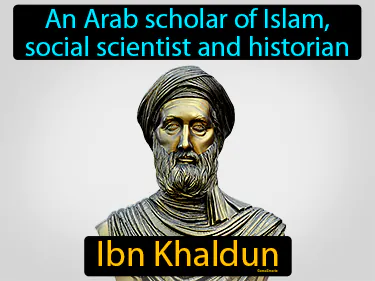 An Arab scholar of Islam,
social scientist and historian
Ibn Khaldun